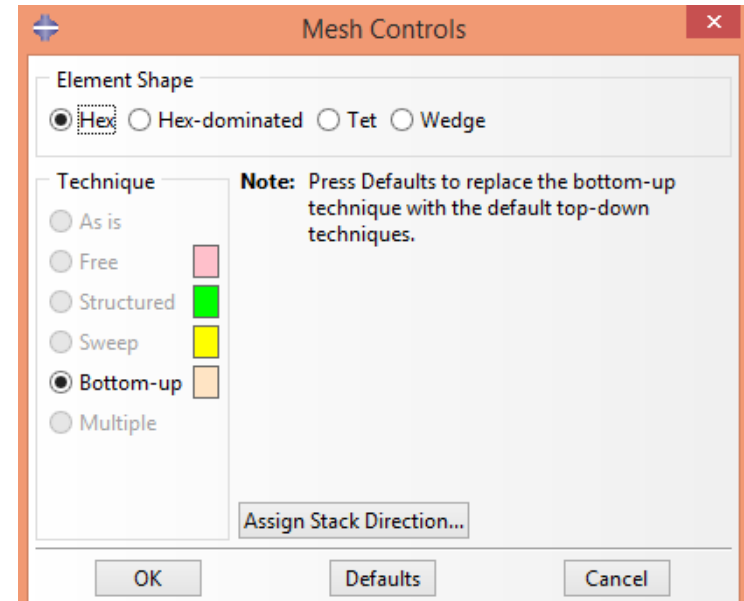 Mesh Controls
Element Shape
Hex Hex-dominated Tet Wedge
Technique
Note: Press Defaults to replace the bottom-up
technique with the default top-down
techniques.
As is
Free
Structured
Sweep
Bottom-up
Multiple
Assign Stack Direction...
OK Defaults Cancel